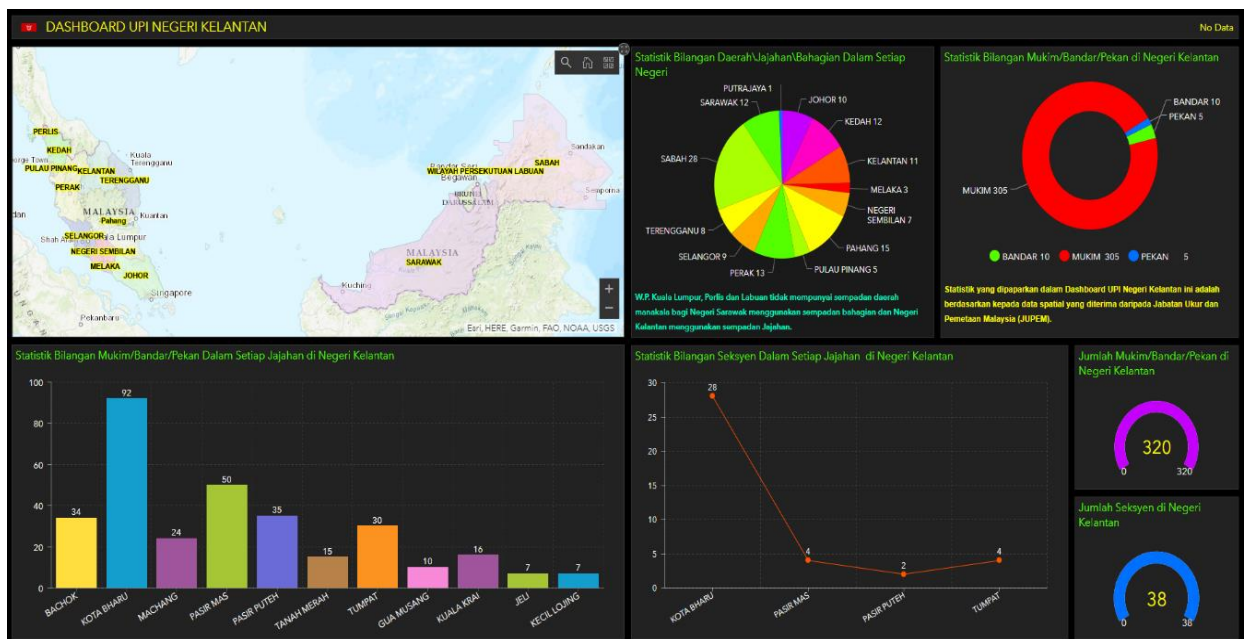 DASHBOARD UPI NEGERI KELANTAN
No Data
PERLIS
KEDAH
Kuala
Terengganu
PULAU PINANG
KELANTAN
TERENGGANU
PERAK
MALAYSIA
Pahang
Kuantan
SELANGOR
Lumpur
NEGERI SEMBILAN
MELAKA
JOHOR
Singapore
Pekanbaru
Sandakan
SABAH
WILAYAH PERSEKUTUAN LABUAN
Begawan
Semporna
MALAYSIA
SARAWAK
Kuching
Esri, HERE, Garmin, FAO, NOAA, USGS
Statistik Bilangan Daerah\Jajahan\Bahagian Dalam Setiap
Negeri
PUTRAJAYA 1
SARAWAK 12
JOHOR 10
KEDAH 12
SABAH 28
KELANTAN 11
MELAKA 3
NEGERI
SEMBILAN 7
TERENGGANU 8
PAHANG 15
SELANGOR 9
PULAU PINANG 5
PERAK 13
W.P. Kuala Lumpur, Perlis dan Labuan tidak mempunyai sempadan daerah
manakala bagi Negeri Sarawak menggunakan sempadan bahagian dan Negeri
Kelantan menggunakan sempadan Jajahan.
Statistik Bilangan Mukim/Bandar/Pekan di Negeri Kelantan
BANDAR 10
PEKAN 5
MUKIM 305
BANDAR 10 MUKIM 305 PEKAN 5
Statistik yang dipaparkan dalam Dashboard UPI Negeri Kelantan ini adalah
berdasarkan kepada data spatial yang diterima daripada Jabatan Ukur dan
Pemetaan Malaysia (JUPEM).
Statistik Bilangan Mukim/Bandar/Pekan Dalam Setiap Jajahan di Negeri Kelantan
100
80
60
40
20
0
34
92
24
50
35
15
30
10
16
7
7
BACHOK
KOTA BHARU
MACHANG
PASIR MAS
PASIR PUTEH
TANAH MERAH
TUMPAT
GUA MUSANG
KUALA KRAI
JELI
KECIL LOJING
Statistik Bilangan Seksyen Dalam Setiap Jajahan di Negeri Kelantan
30
25
20
15
10
5
0
28
4
2
4
KOTA BHARU
PASIR MAS
PASIR PUTEH
TUMPAT
Jumlah Mukim/Bandar/Pekan di
Negeri Kelantan
320
0 320
Jumlah Seksyen di Negeri
Kelantan
38
0 38